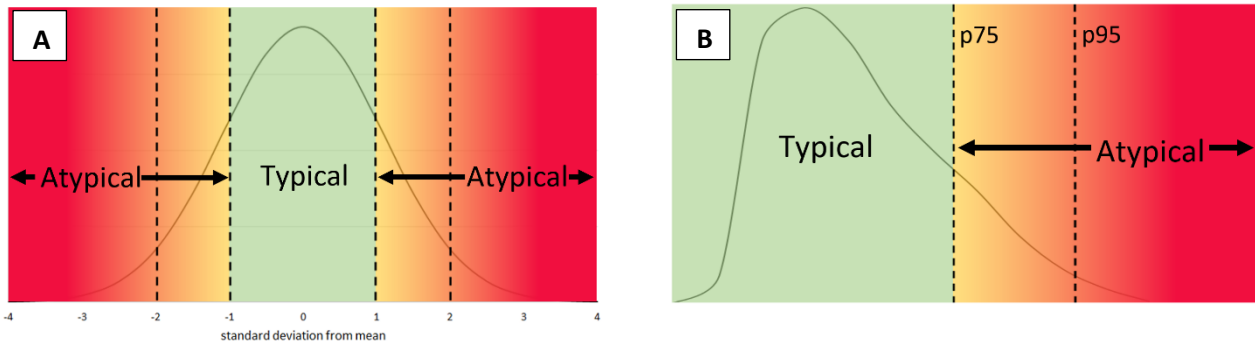 A
Atypical
Typical
Atypical
-4 -3 -2 -1 0 1 2 3 4
standard deviation from mean
B
p75
p95
Typical
Atypical